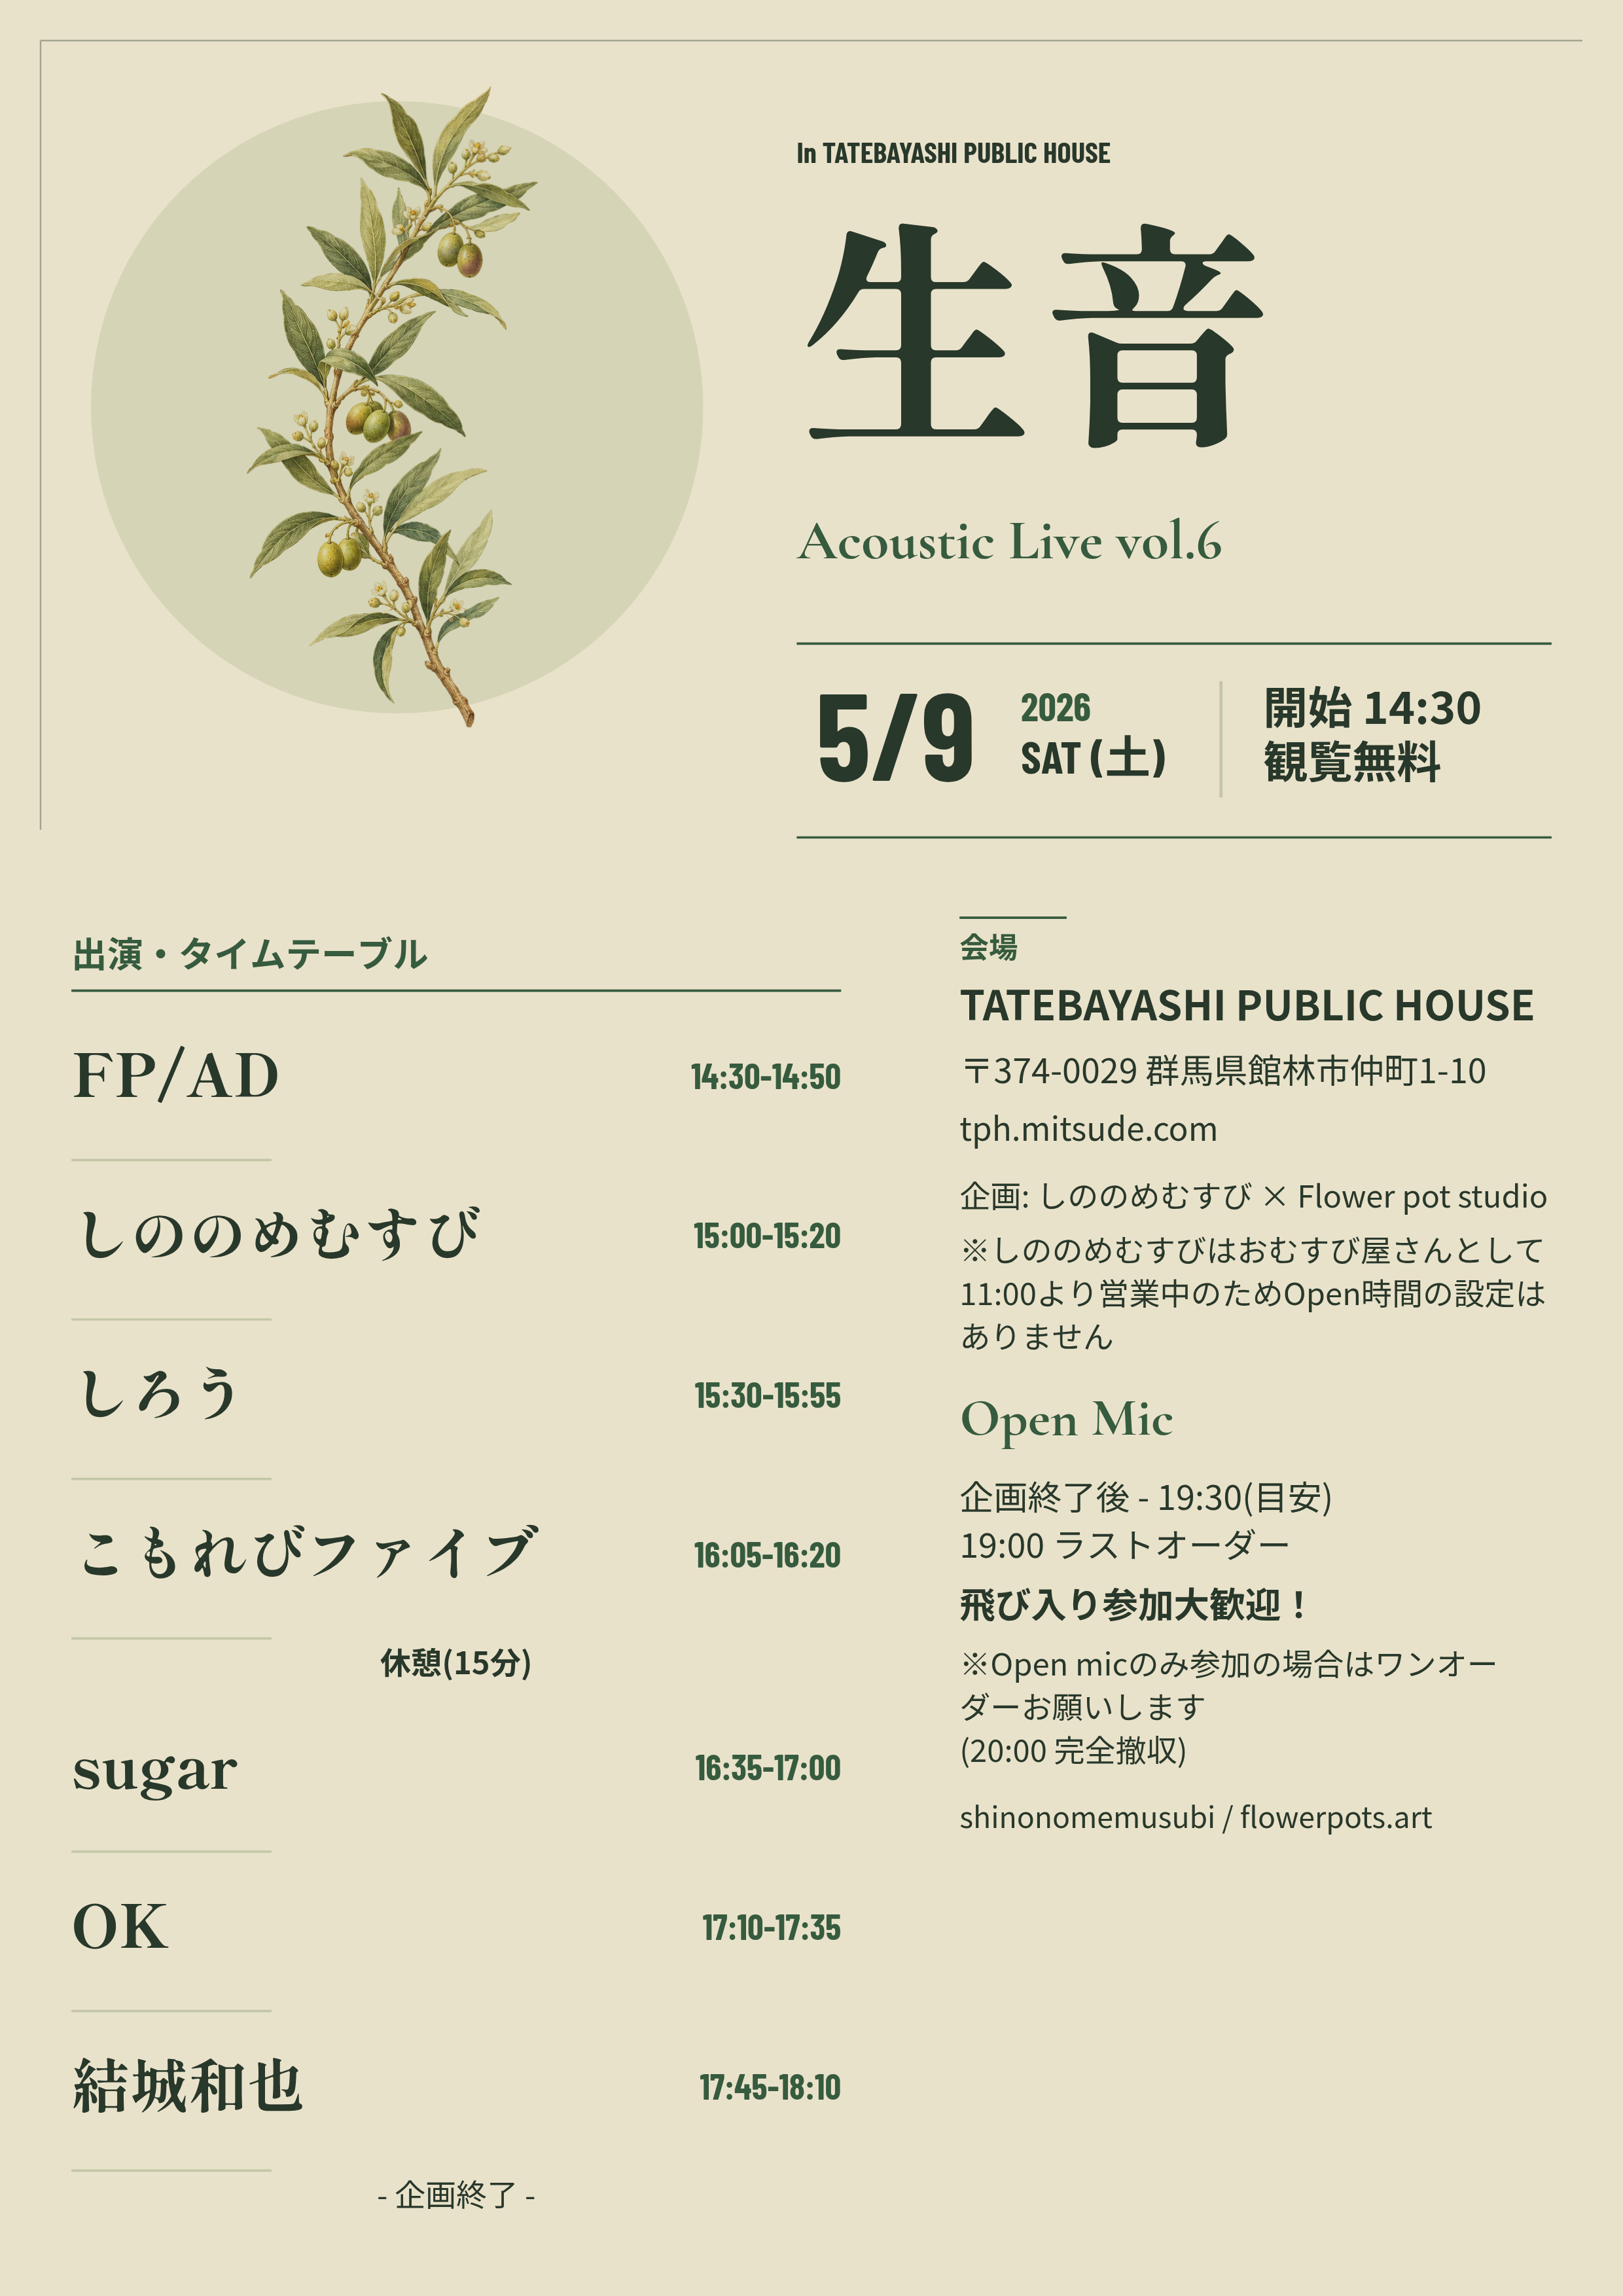 In TATEBAYASHI PUBLIC HOUSE
生音
Acoustic Live vol.6
5/9
2026
SAT (土)
開始 14:30
観覧無料
出演・タイムテーブル
FP/AD 14:30-14:50
しののめむすび 15:00-15:20
しろう 15:30-15:55
こもれびファイブ 16:05-16:20
休憩(15分)
sugar 16:35-17:00
OK 17:10-17:35
結城和也 17:45-18:10
- 企画終了 -
会場
TATEBAYASHI PUBLIC HOUSE
〒374-0029 群馬県館林市仲町1-10
tph.mitsude.com
企画: しののめむすび × Flower pot studio
※しののめむすびはおむすび屋さんとして
11:00より営業中のためOpen時間の設定は
ありません
Open Mic
企画終了後 - 19:30(目安)
19:00 ラストオーダー
飛び入り参加大歓迎！
※Open micのみ参加の場合はワンオー
ダーお願いします
(20:00 完全撤収)
shinonomemusubi / flowerpots.art